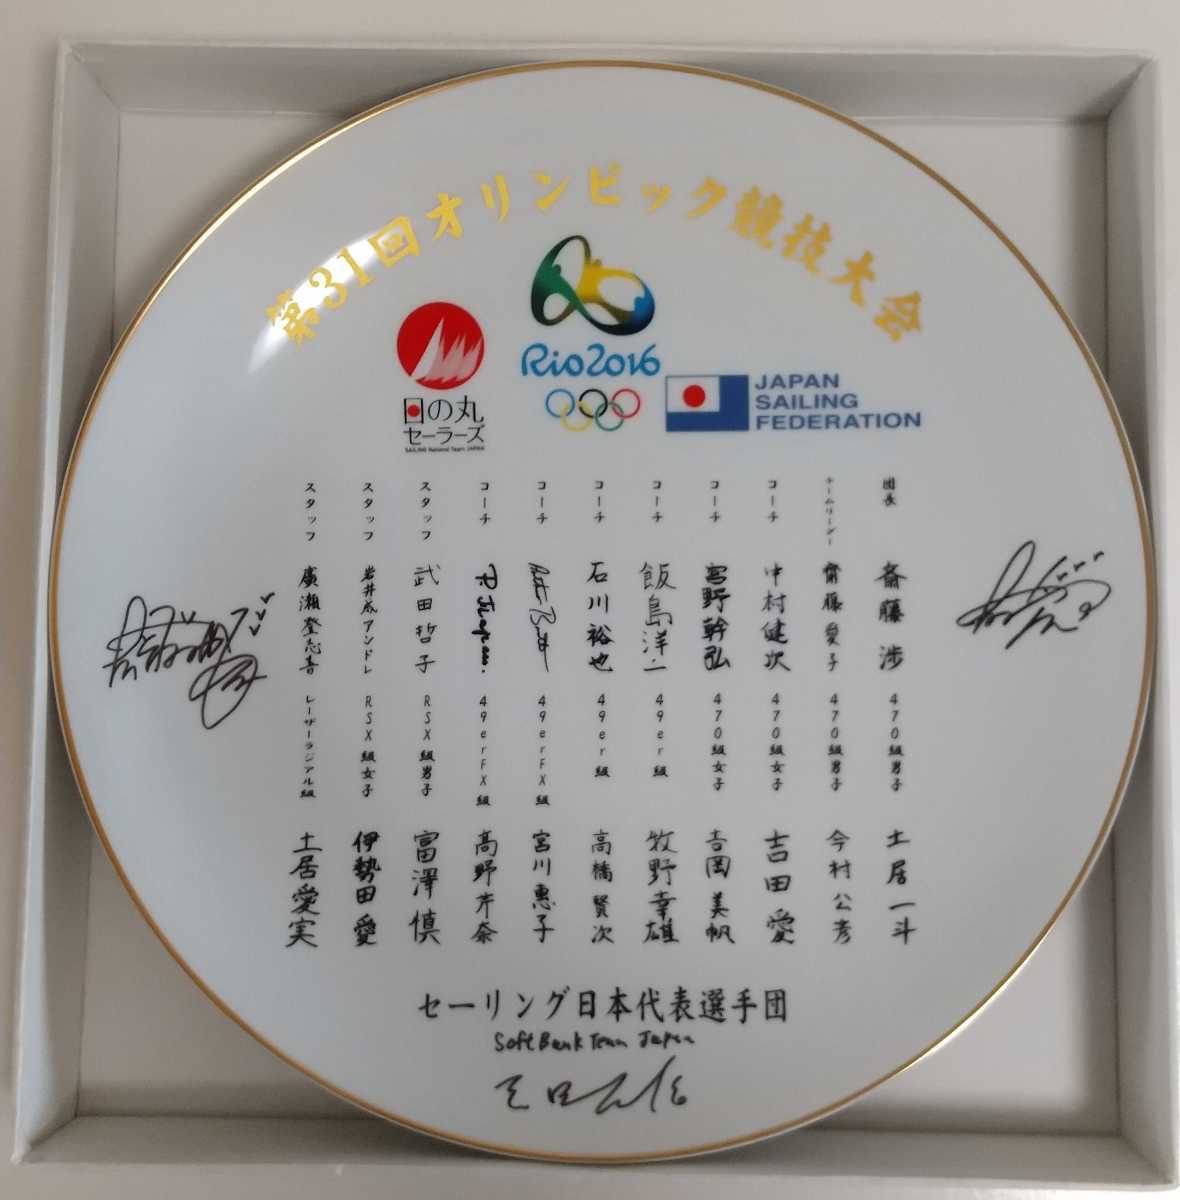 第31回オリンピック競技大会
Rio2016
日の丸
セーラーズ
SAILING National Team JAPAN
JAPAN
SAILING
FEDERATION
団長 斎藤渉
チームリーダー 齋藤愛子
コーチ 中村健次
コーチ 宮野幹弘
コーチ 飯島洋一
コーチ 石川裕也
コーチ
コーチ
スタッフ 武田哲子
スタッフ 岩井成アンドレ
スタッフ 廣瀬登志音
470級男子 土居一斗
470級男子 今村公彦
470級女子 吉田愛
470級女子 吉岡美帆
49er級 牧野幸雄
49er級 高橋賢次
49erFX級 宮川惠子
49erFX級 高野芹奈
RSX級男子 富澤慎
RSX級女子 伊勢田愛
レーザーラジアル級 土居愛実
セーリング日本代表選手団
SoftBank Team Japan